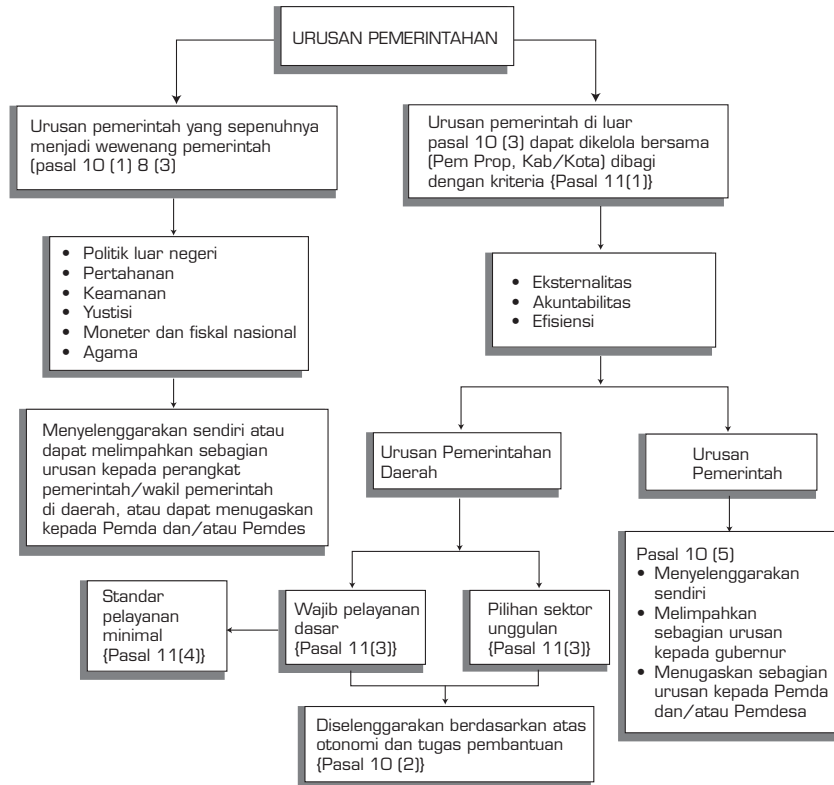 URUSAN PEMERINTAHAN
Urusan pemerintah yang sepenuhnya
menjadi wewenang pemerintah
(pasal 10 (1) 8 (3)
Urusan pemerintah di luar
pasal 10 (3) dapat dikelola bersama
(Pem Prop, Kab/Kota) dibagi
dengan kriteria {Pasal 11(1)}
• Politik luar negeri
• Pertahanan
• Keamanan
• Yustisi
• Moneter dan fiskal nasional
• Agama
• Eksternalitas
• Akuntabilitas
• Efisiensi
Menyelenggarakan sendiri atau
dapat melimpahkan sebagian
urusan kepada perangkat
pemerintah/wakil pemerintah
di daerah, atau dapat menugaskan
kepada Pemda dan/atau Pemdes
Urusan Pemerintahan
Daerah
Urusan
Pemerintah
Standar
pelayanan
minimal
{Pasal 11(4)}
Wajib pelayanan
dasar
{Pasal 11(3)}
Pilihan sektor
unggulan
{Pasal 11(3)}
Pasal 10 (5)
• Menyelenggarakan
sendiri
• Melimpahkan
sebagian urusan
kepada gubernur
• Menugaskan sebagian
urusan kepada Pemda
dan/atau Pemdesa
Diselenggarakan berdasarkan atas
otonomi dan tugas pembantuan
{Pasal 10 (2)}